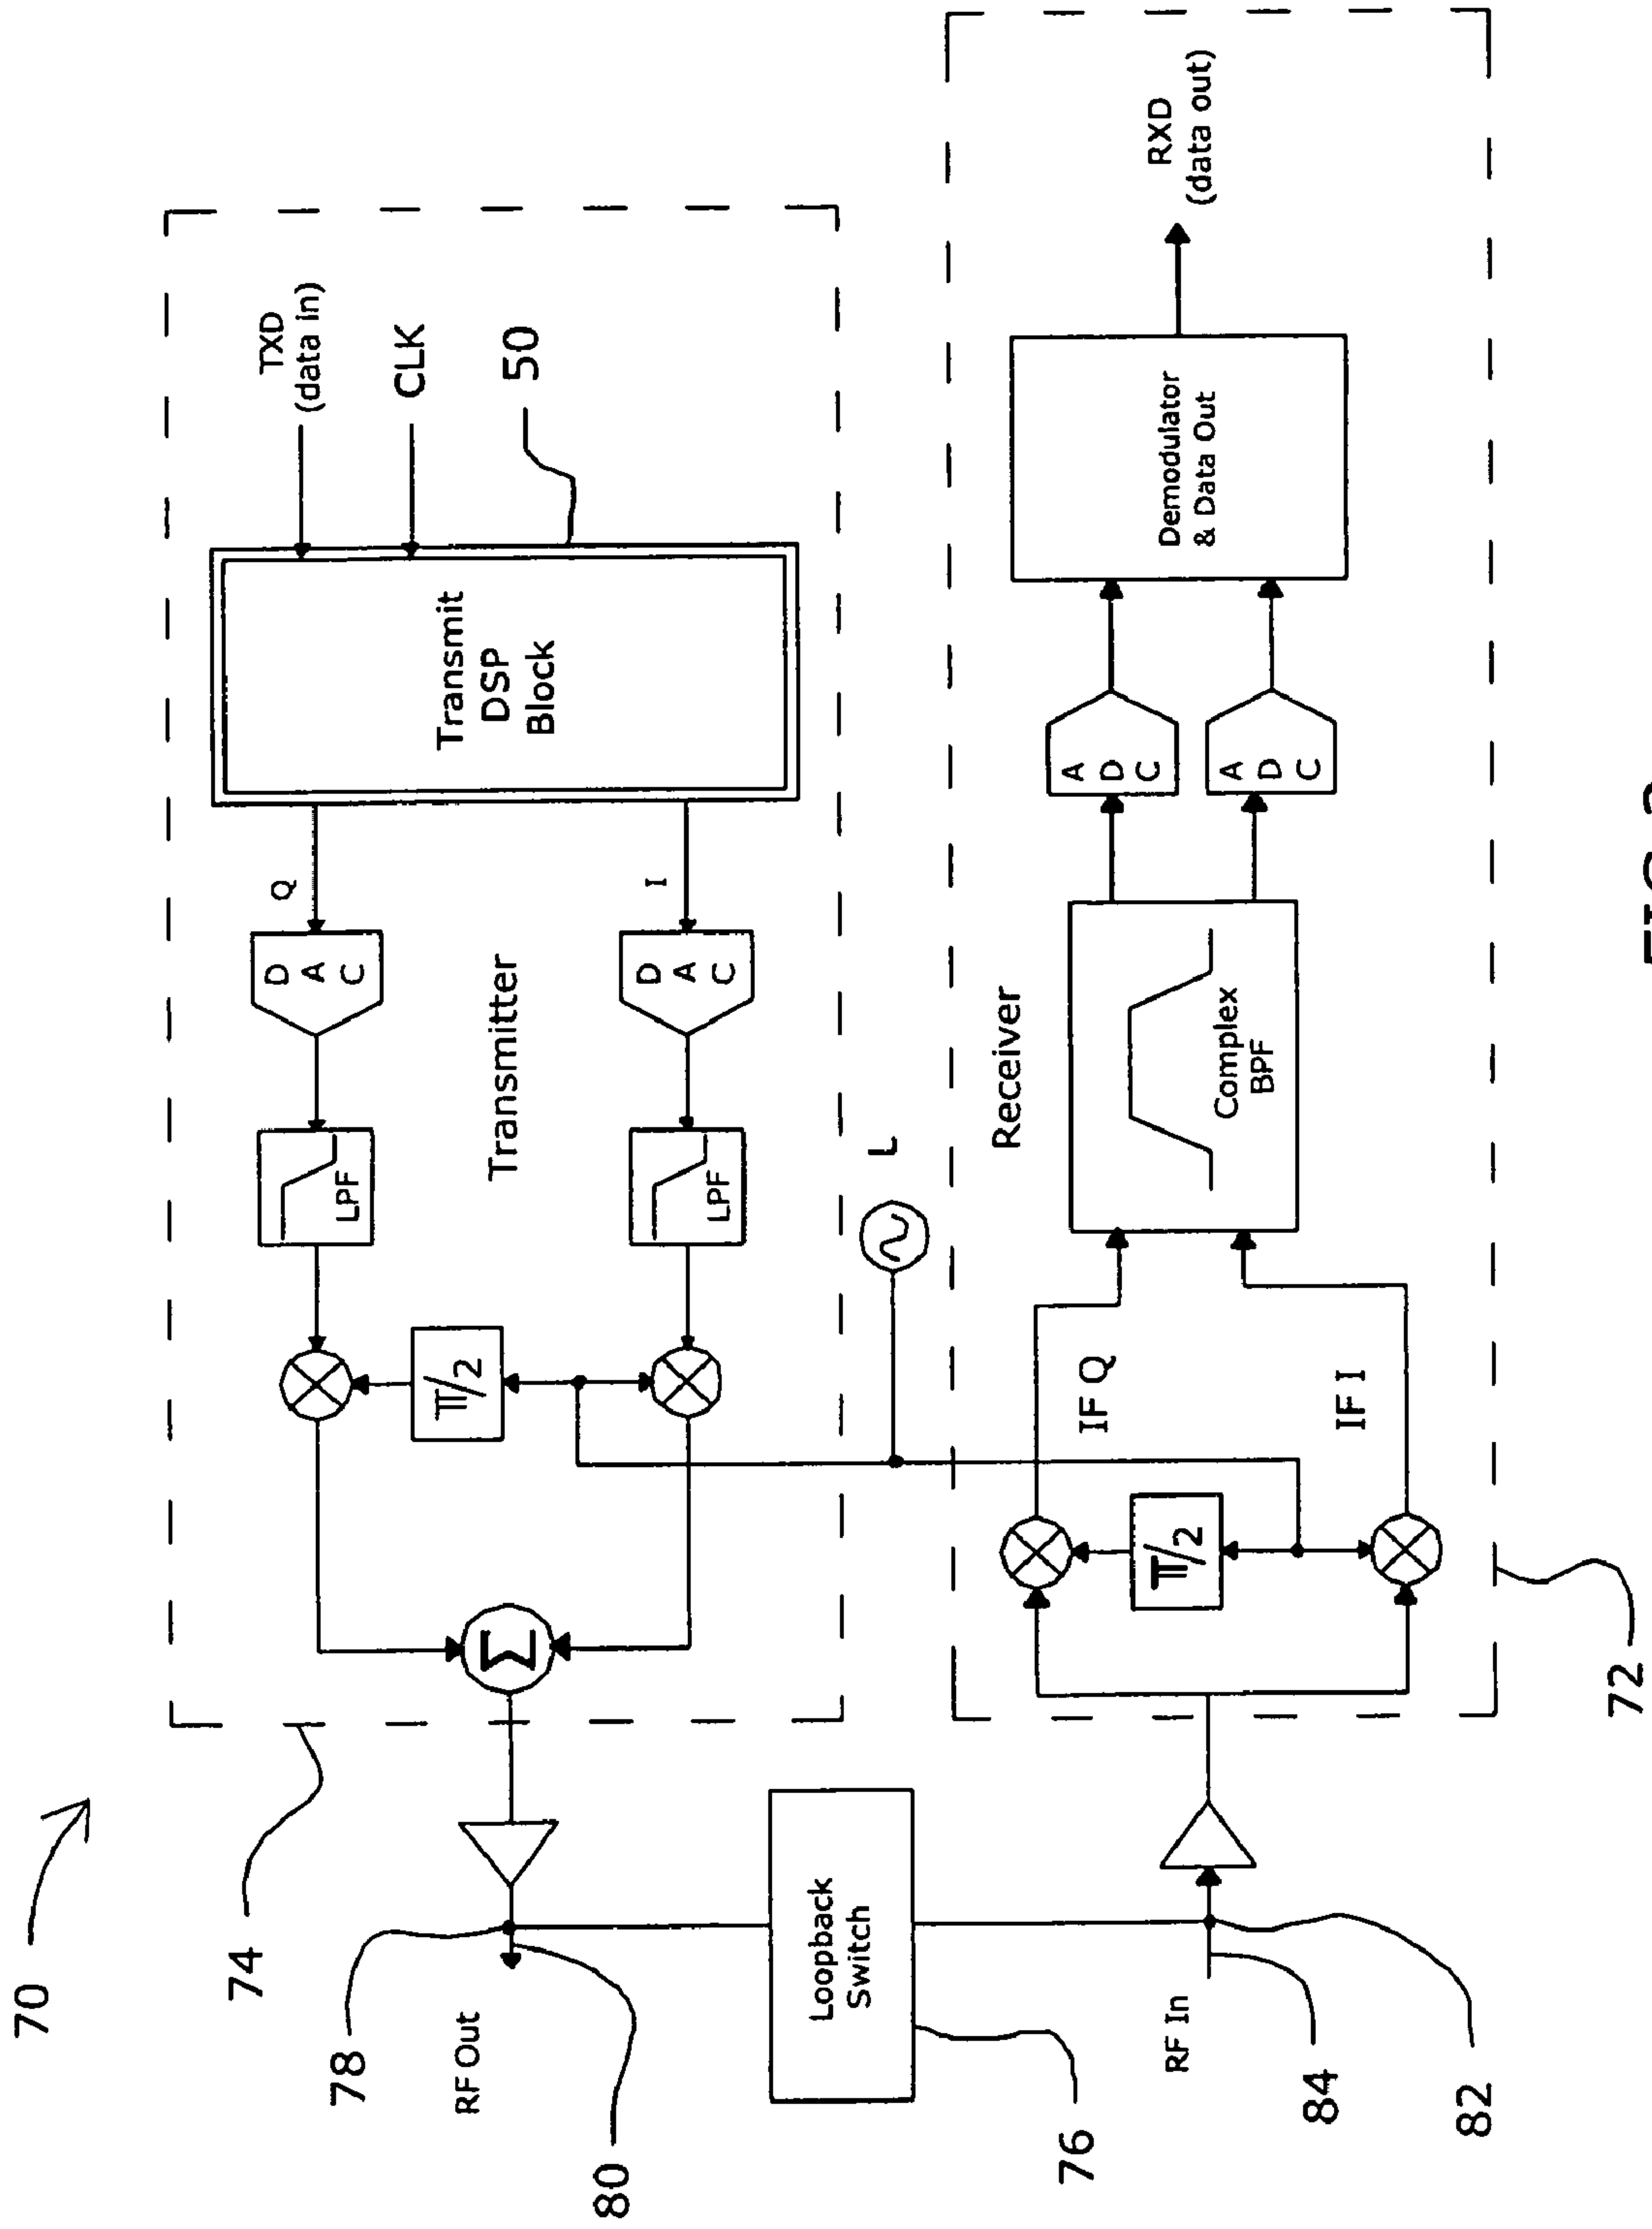 70
74
TXD
(data in)
CLK
50
Transmit
DSP
Block
Q
I
D
A
C
D
A
C
LPF
LPF
Transmitter
π/2
Σ
78
RF Out
80
L
Loopback
Switch
76
Receiver
RXD
(data out)
Demodulator
& Data Out
A
D
C
A
D
C
Complex
BPF
IF Q
IF I
π/2
RF In
84
82
72